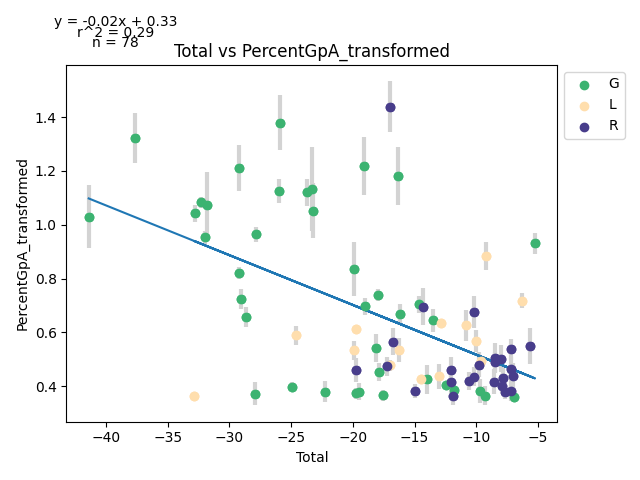 y = -0.02x + 0.33
r^2 = 0.29
n = 78
Total vs PercentGpA_transformed
G
L
R
1.4
1.2
1.0
0.8
0.6
0.4
PercentGpA_transformed
−40 −35 −30 −25 −20 −15 −10 −5
Total